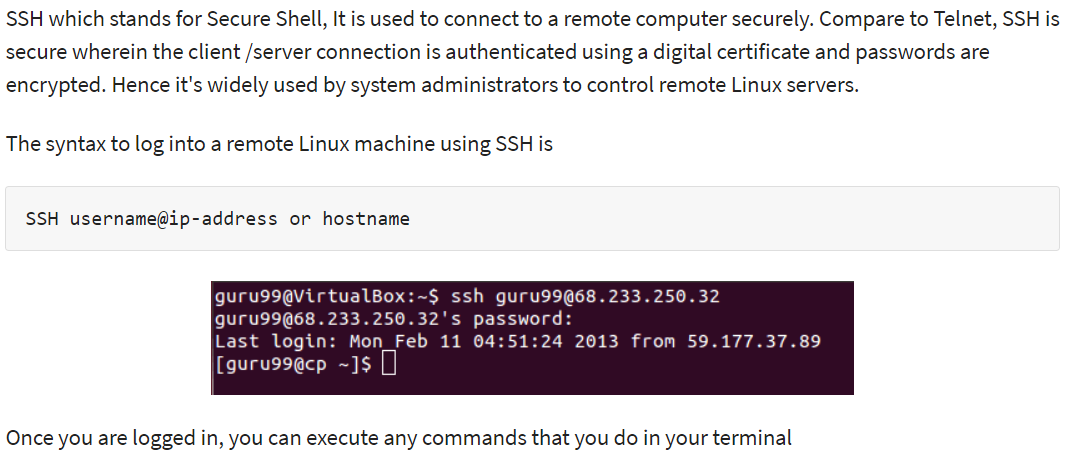 SSH which stands for Secure Shell, It is used to connect to a remote computer securely. Compare to Telnet, SSH is
secure wherein the client /server connection is authenticated using a digital certificate and passwords are
encrypted. Hence it's widely used by system administrators to control remote Linux servers.
The syntax to log into a remote Linux machine using SSH is
SSH username@ip-address or hostname
guru99@VirtualBox:~$ ssh guru99@68.233.250.32
guru99@68.233.250.32's password:
Last login: Mon Feb 11 04:51:24 2013 from 59.177.37.89
[guru99@cp ~]$
Once you are logged in, you can execute any commands that you do in your terminal